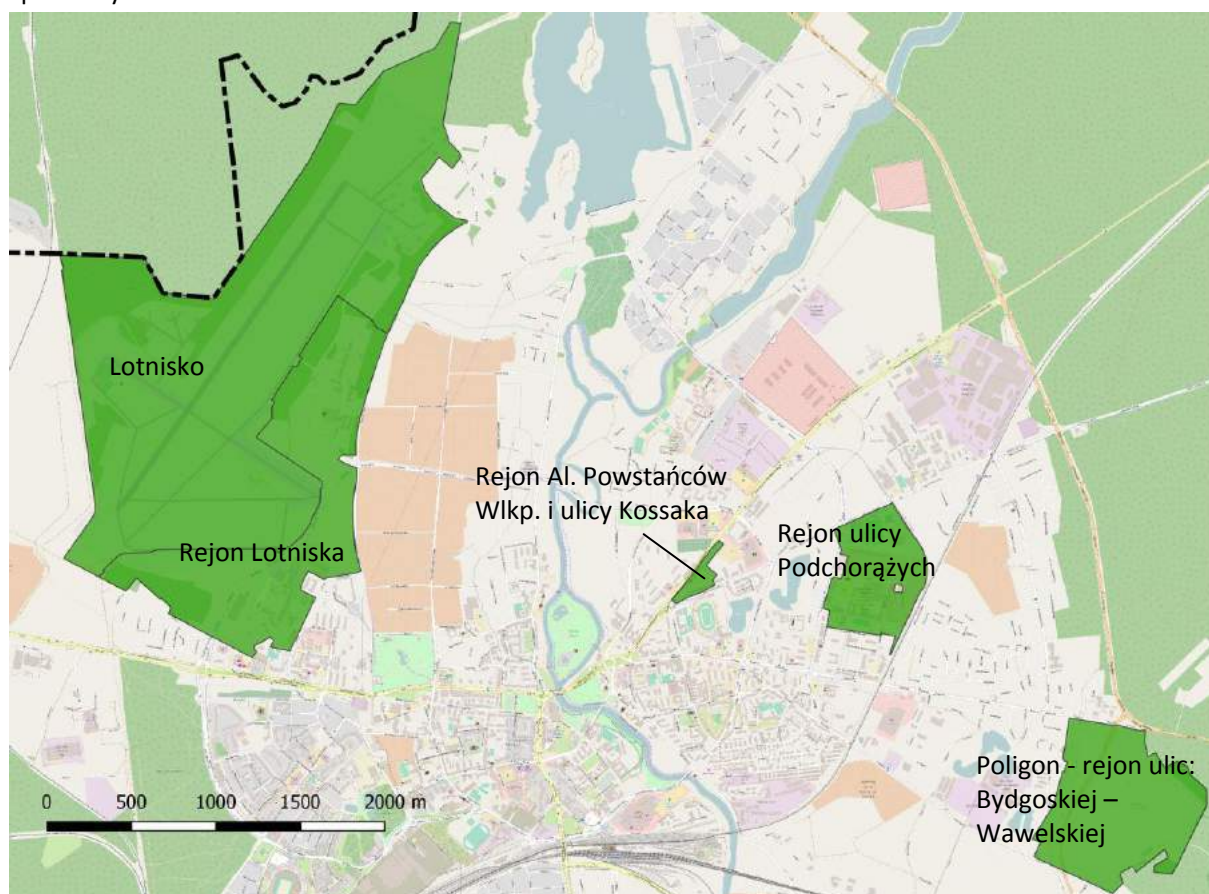 Lotnisko
Rejon Al. Powstańców
Wlkp. i ulicy Kossaka
Rejon ulicy
Podchorążych
Rejon Lotniska
Poligon - rejon ulic:
Bydgoskiej –
Wawelskiej
0 500 1000 1500 2000 m